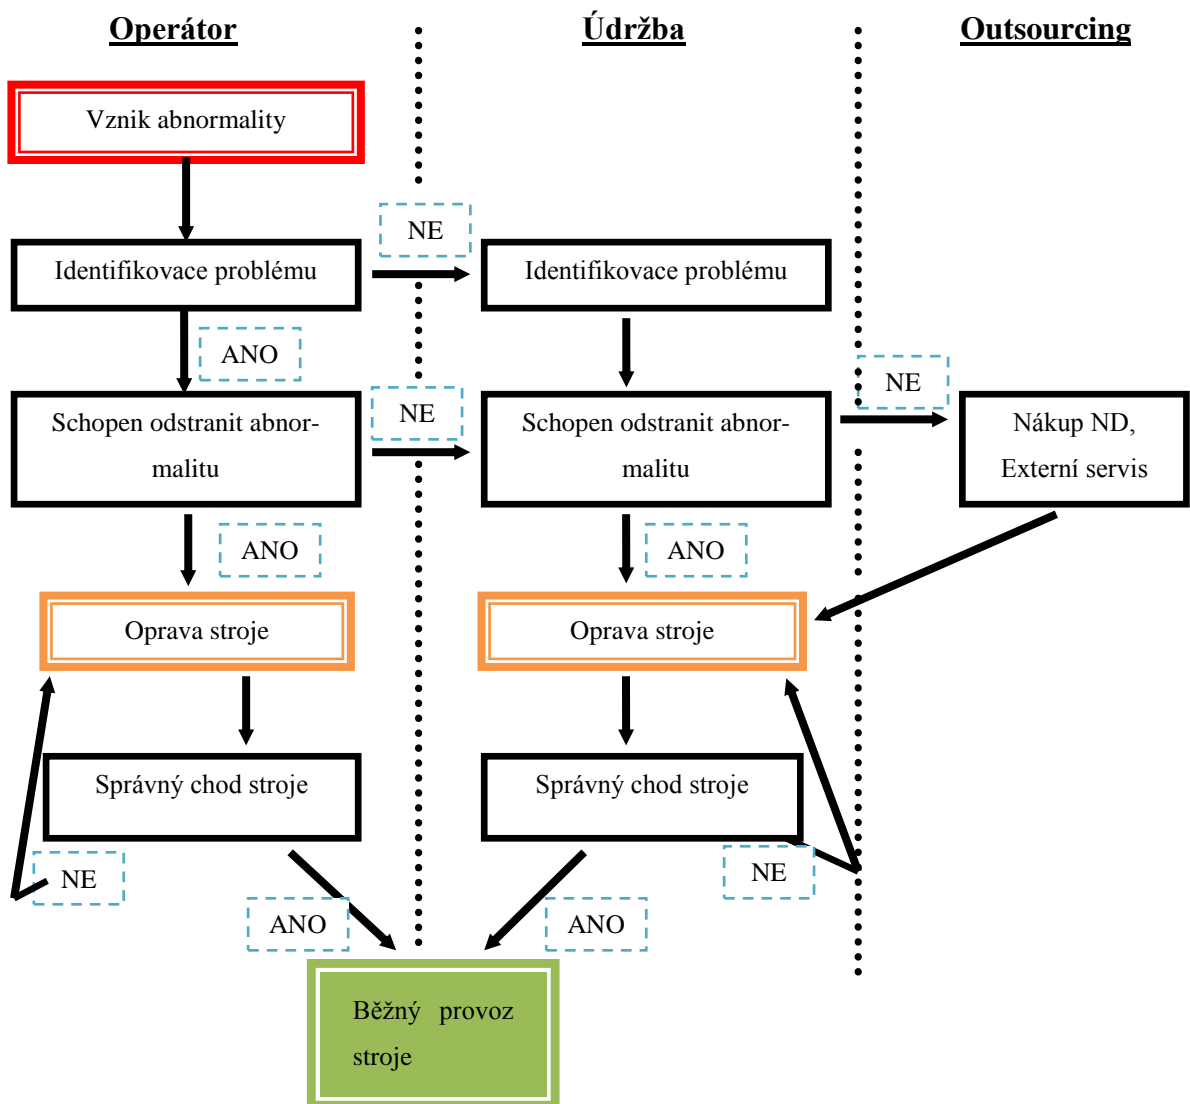 Operátor
Údržba
Outsourcing
Vznik abnormality
NE
Identifikovace problému
Identifikovace problému
ANO
NE
NE
Schopen odstranit abnor-
malitu
Schopen odstranit abnor-
malitu
Nákup ND,
Externí servis
ANO
ANO
Oprava stroje
Oprava stroje
Správný chod stroje
Správný chod stroje
NE
NE
ANO
ANO
Běžný provoz
stroje